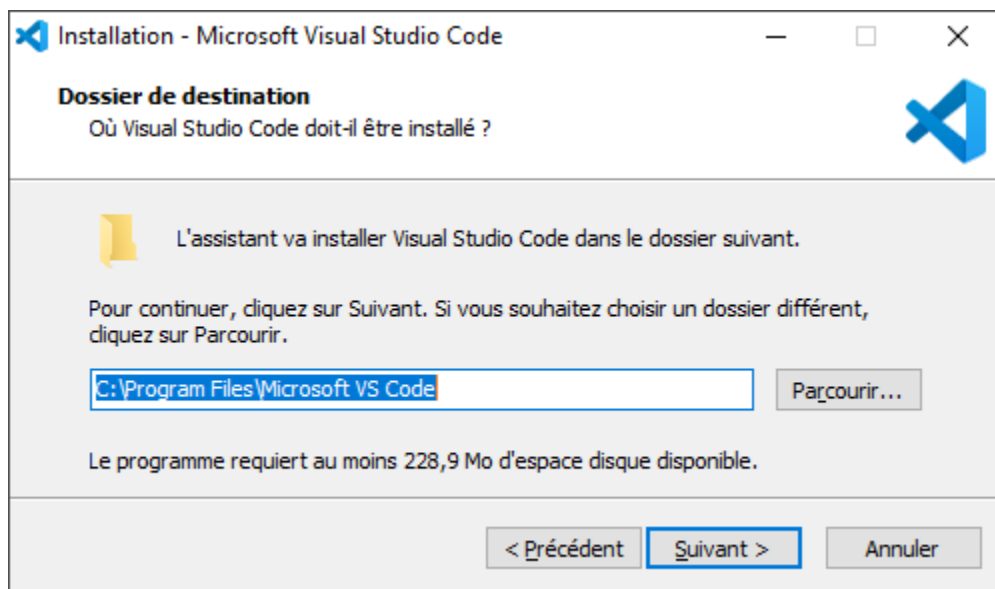 Installation - Microsoft Visual Studio Code
Dossier de destination
Où Visual Studio Code doit-il être installé ?
L'assistant va installer Visual Studio Code dans le dossier suivant.
Pour continuer, cliquez sur Suivant. Si vous souhaitez choisir un dossier différent,
cliquez sur Parcourir.
C:\Program Files\Microsoft VS Code
Parcourir...
Le programme requiert au moins 228,9 Mo d'espace disque disponible.
< Précédent
Suivant >
Annuler